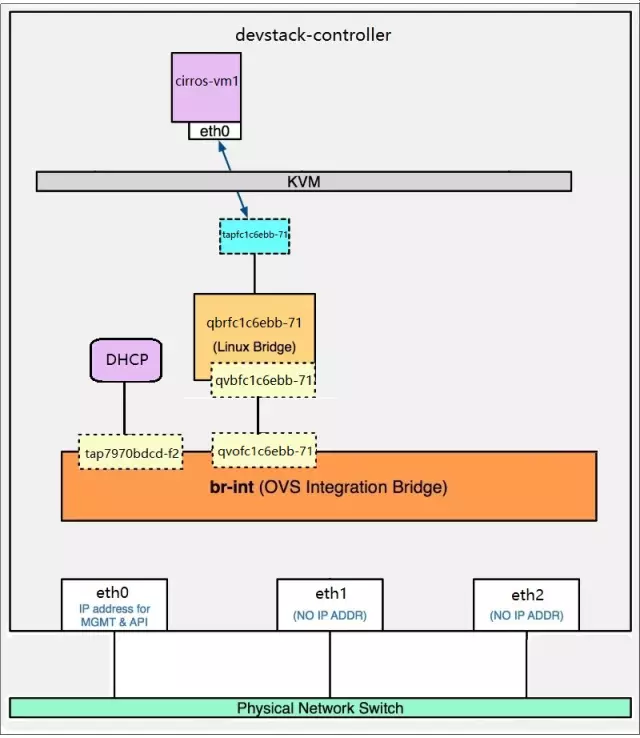 devstack-controller
cirros-vm1
eth0
KVM
tapfc1c6ebb-71
qbrfc1c6ebb-71
(Linux Bridge)
DHCP
qvbfc1c6ebb-71
tap7970bdcd-f2
qvofc1c6ebb-71
br-int (OVS Integration Bridge)
eth0
IP address for
MGMT & API
eth1
(NO IP ADDR)
eth2
(NO IP ADDR)
Physical Network Switch